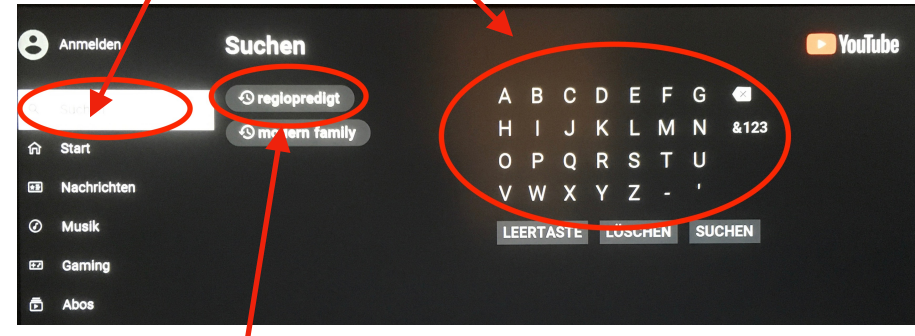 Anmelden
Suchen
YouTube
regiopredigt
modern family
Start
Nachrichten
Musik
Gaming
Abos
A B C D E F G
H I J K L M N &123
O P Q R S T U
V W X Y Z - '
LEERTASTE LÖSCHEN SUCHEN